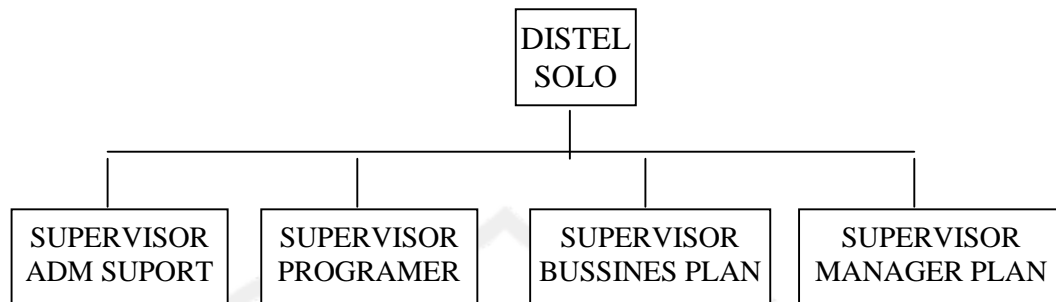 DISTEL
SOLO
SUPERVISOR
ADM SUPORT
SUPERVISOR
PROGRAMER
SUPERVISOR
BUSSINES PLAN
SUPERVISOR
MANAGER PLAN